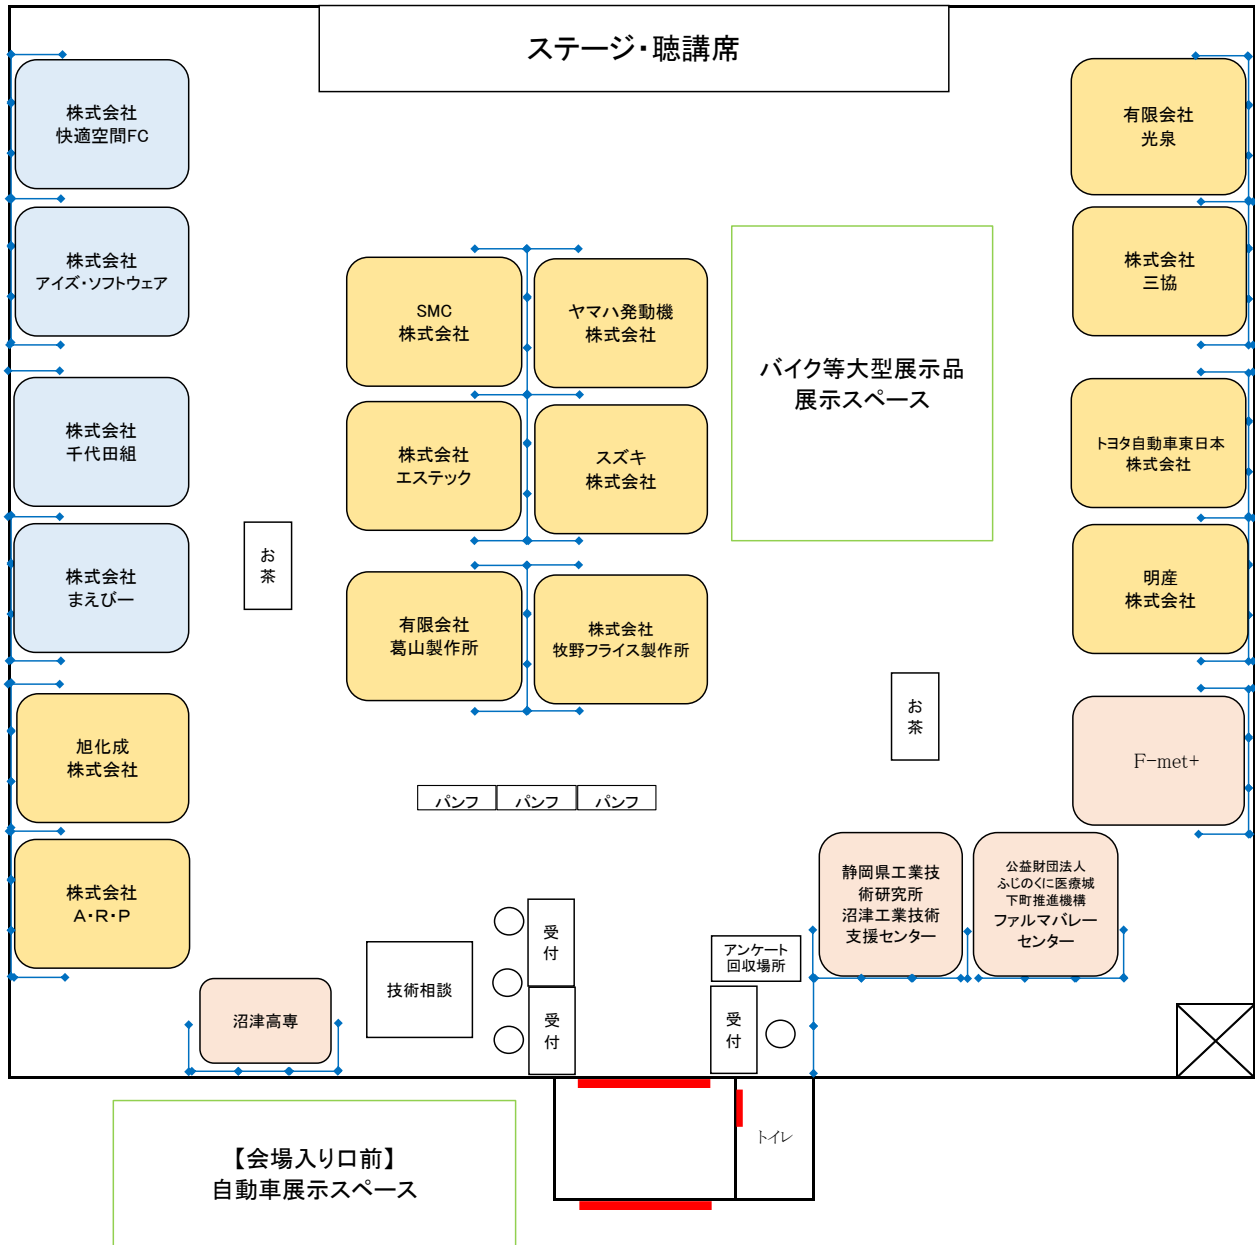 ステージ・聴講席
株式会社
快適空間FC
株式会社
アイズ・ソフトウェア
株式会社
千代田組
株式会社
まえびー
旭化成
株式会社
株式会社
A・R・P
お
茶
SMC
株式会社
ヤマハ発動機
株式会社
株式会社
エステック
スズキ
株式会社
有限会社
葛山製作所
株式会社
牧野フライス製作所
バイク等大型展示品
展示スペース
有限会社
光泉
株式会社
三協
トヨタ自動車東日本
株式会社
明産
株式会社
お
茶
F-met+
パンフ
パンフ
パンフ
静岡県工業技
術研究所
沼津工業技術
支援センター
公益財団法人
ふじのくに医療城
下町推進機構
ファルマバレー
センター
沼津高専
技術相談
受
付
受
付
アンケート
回収場所
受
付
トイレ
【会場入り口前】
自動車展示スペース